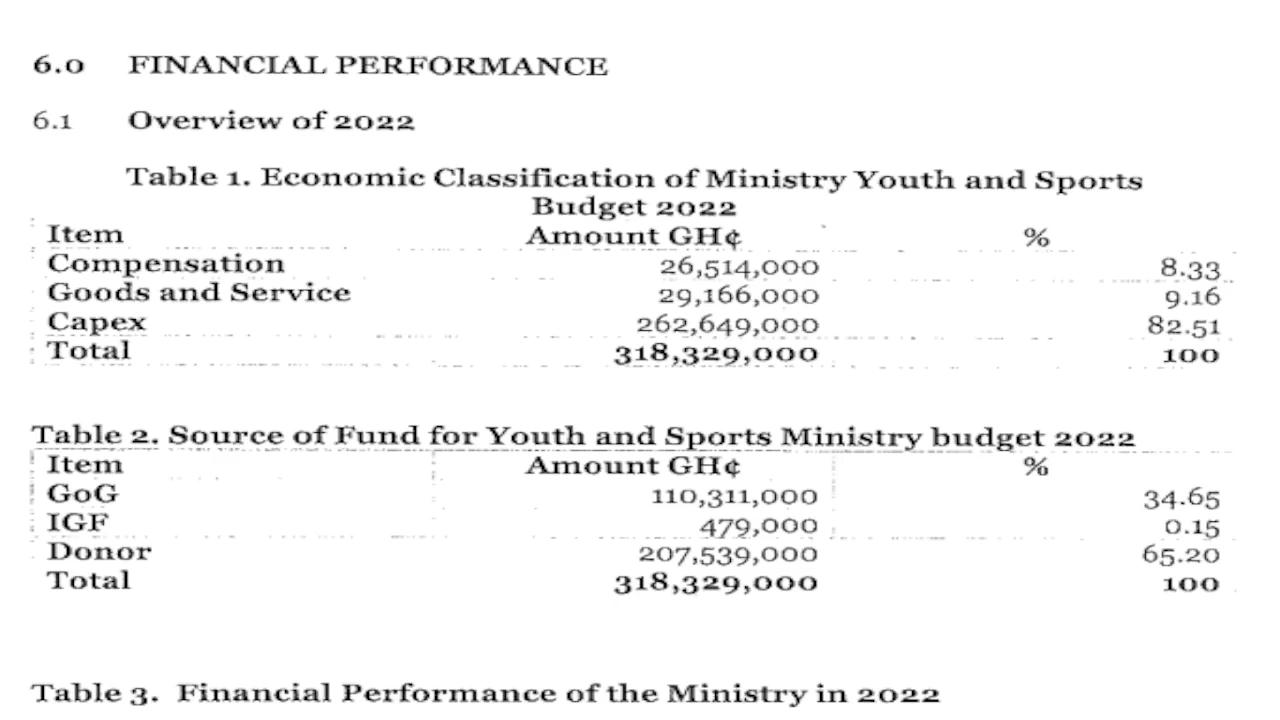 6.0 FINANCIAL PERFORMANCE
6.1 Overview of 2022
Table 1. Economic Classification of Ministry Youth and Sports
Budget 2022
Item Amount GH¢ %
Compensation 26,514,000 8.33
Goods and Service 29,166,000 9.16
Capex 262,649,000 82.51
Total 318,329,000 100
Table 2. Source of Fund for Youth and Sports Ministry budget 2022
Item Amount GH¢ %
GoG 110,311,000 34.65
IGF 479,000 0.15
Donor 207,539,000 65.20
Total 318,329,000 100
Table 3. Financial Performance of the Ministry in 2022